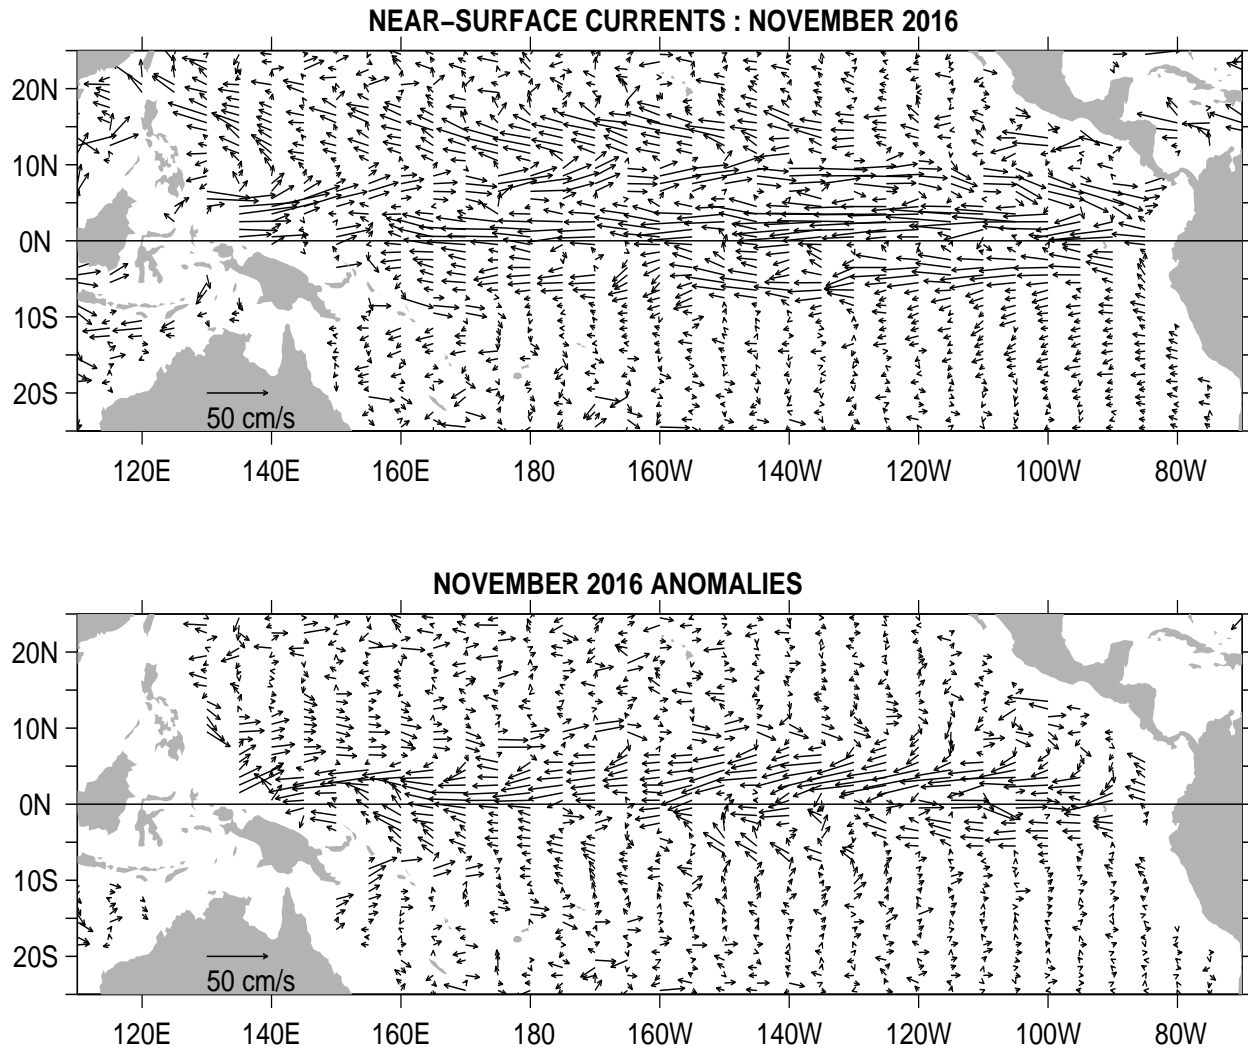 NEAR−SURFACE CURRENTS : NOVEMBER 2016
20N
10N
0N
10S
20S
50 cm/s
120E 140E 160E 180 160W 140W 120W 100W 80W
NOVEMBER 2016 ANOMALIES
20N
10N
0N
10S
20S
50 cm/s
120E 140E 160E 180 160W 140W 120W 100W 80W